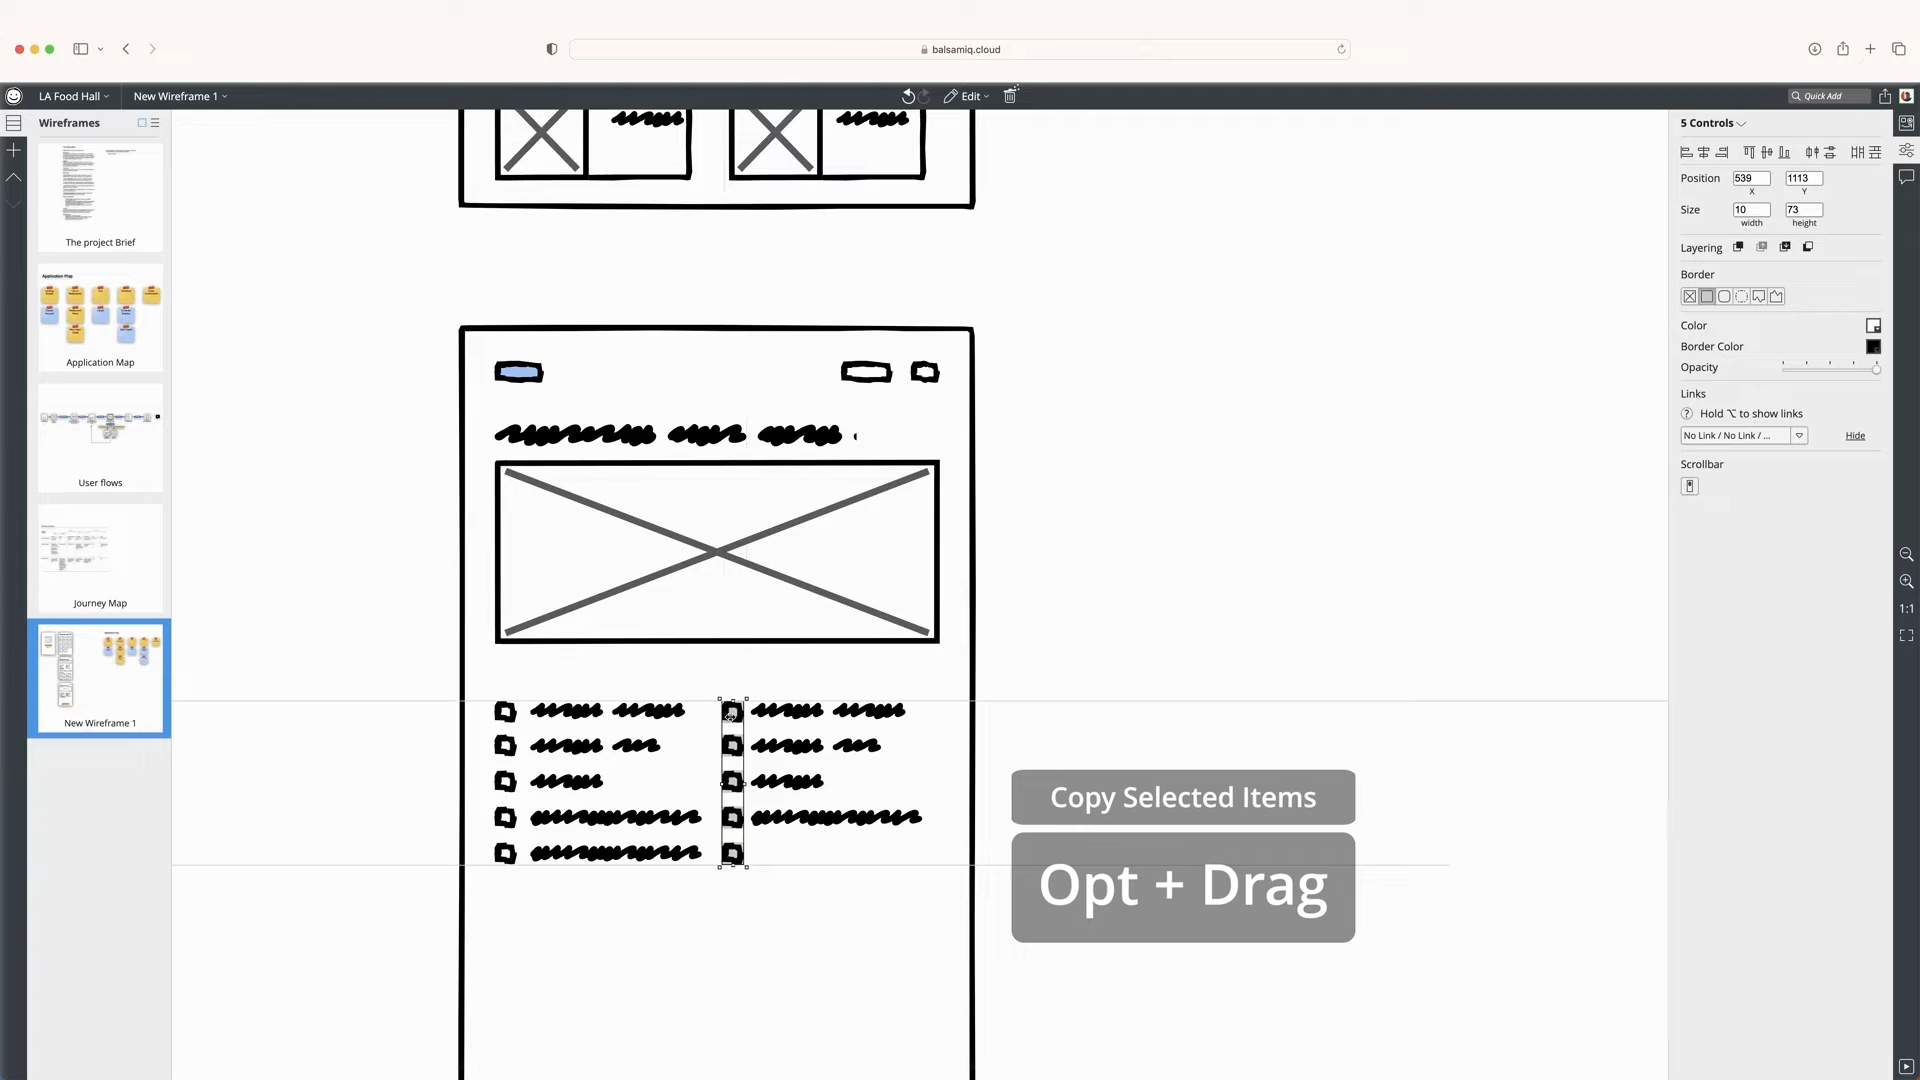 balsamiq.cloud
LA Food Hall
New Wireframe 1
Edit
Quick Add
Wireframes
The project Brief
Application Map
Application Map
User flows
Journey Map
New Wireframe 1
5 Controls
Position
539
1113
X
Y
Size
10
73
width
height
Layering
Border
Color
Border Color
Opacity
Links
? Hold ⌥ to show links
No Link / No Link / ...
Hide
Scrollbar
1:1
Copy Selected Items
Opt + Drag